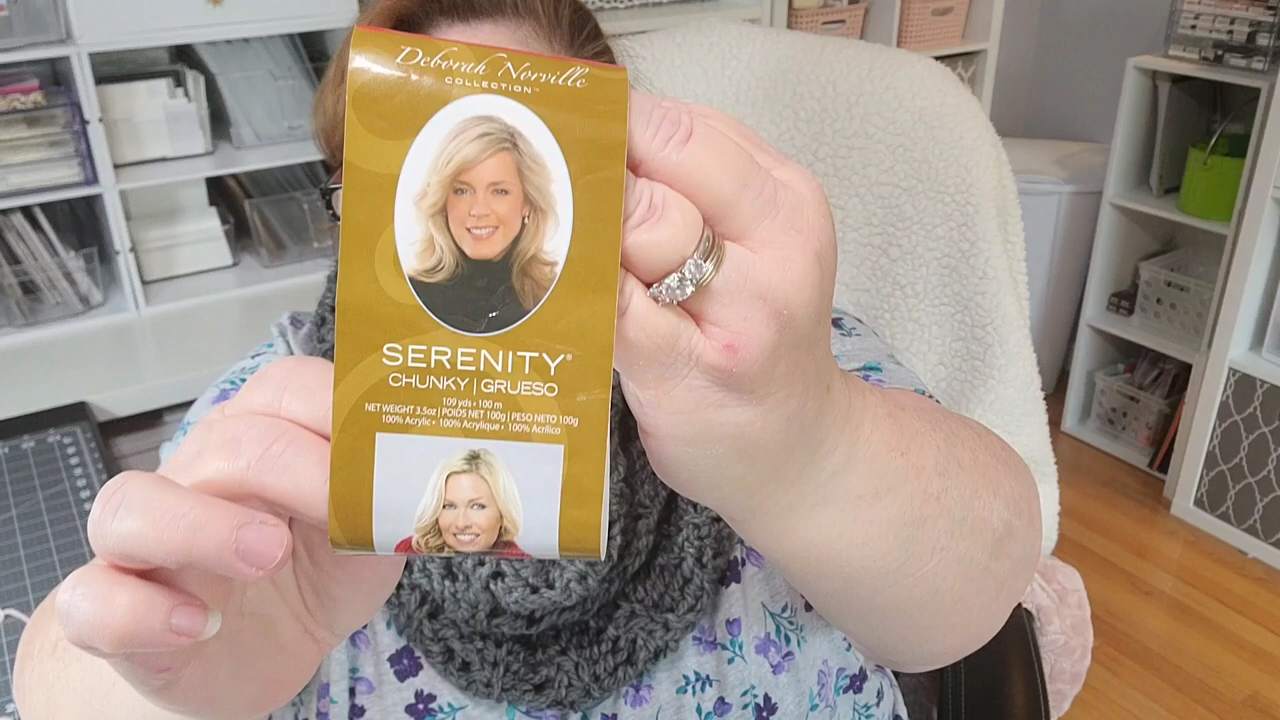 Deborah Norville
COLLECTION™
SERENITY®
CHUNKY | GRUESO
109 yds • 100 m
NET WEIGHT 3.5oz | POIDS NET 100g | PESO NETO 100g
100% Acrylic • 100% Acrylique • 100% Acrílico